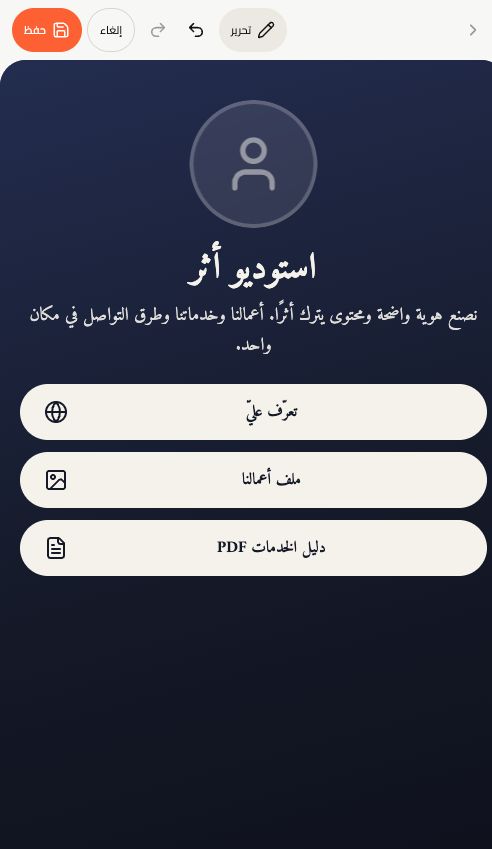 تحرير
إلغاء
حفظ
استوديو أثر
نصنع هوية واضحة ومحتوى يترك أثرًا. أعمالنا وخدماتنا وطرق التواصل في مكان
واحد.
تعرّف عليّ
ملف أعمالنا
دليل الخدمات PDF